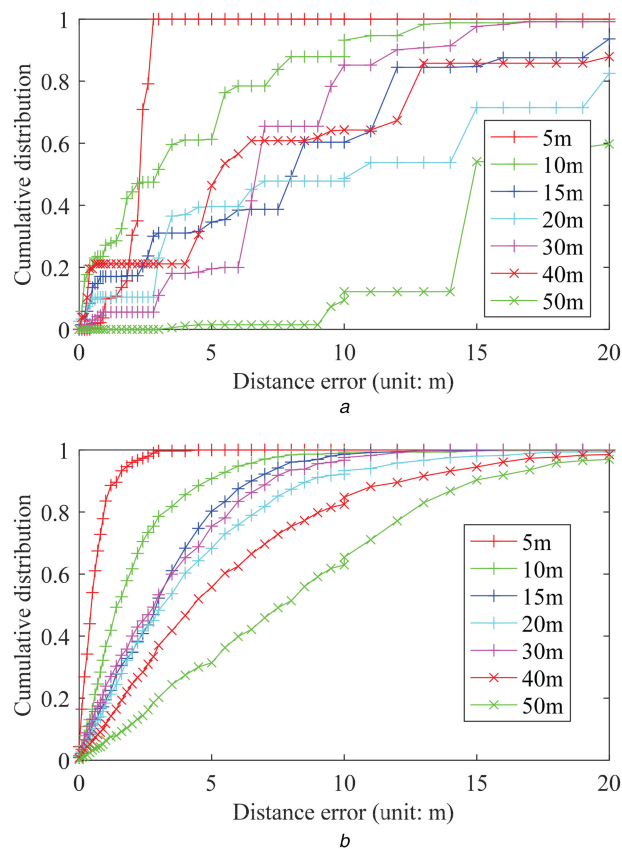 1
0.8
0.6
0.4
0.2
0
Cumulative distribution
5m
10m
15m
20m
30m
40m
50m
0 5 10 15 20
Distance error (unit: m)
a
1
0.8
0.6
0.4
0.2
0
Cumulative distribution
5m
10m
15m
20m
30m
40m
50m
0 5 10 15 20
Distance error (unit: m)
b